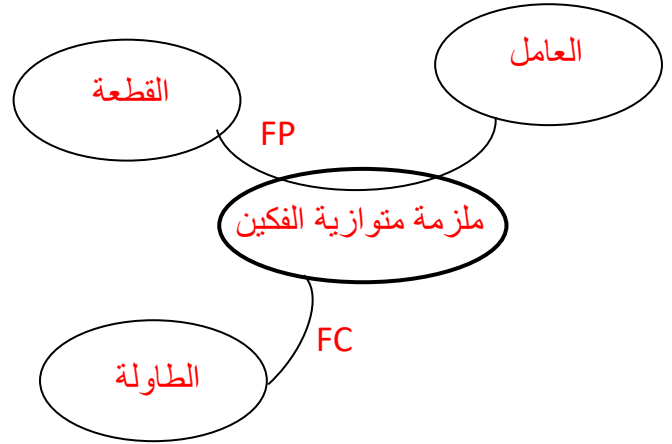 العامل
القطعة
FP
ملزمة متوازية الفكين
FC
الطاولة